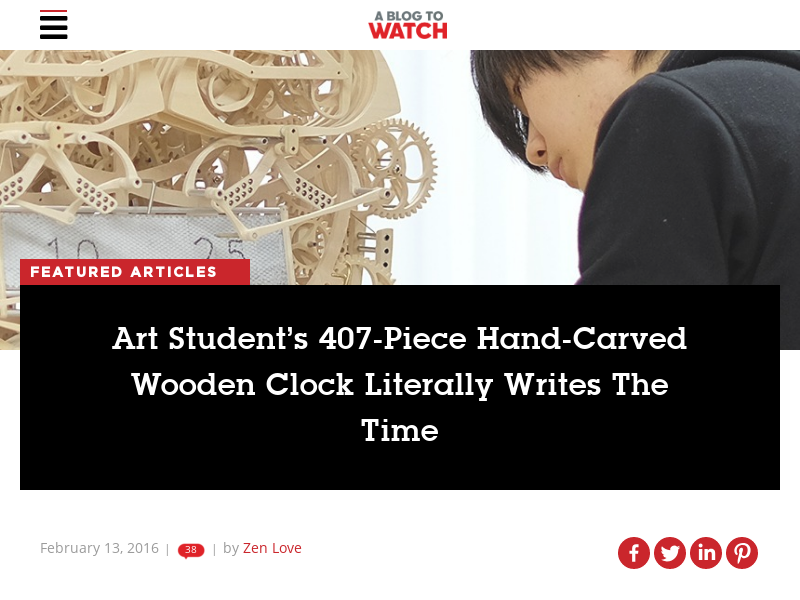 A BLOG TO
WATCH
10 25
FEATURED ARTICLES
Art Student's 407-Piece Hand-Carved
Wooden Clock Literally Writes The
Time
February 13, 2016 | 38 | by Zen Love